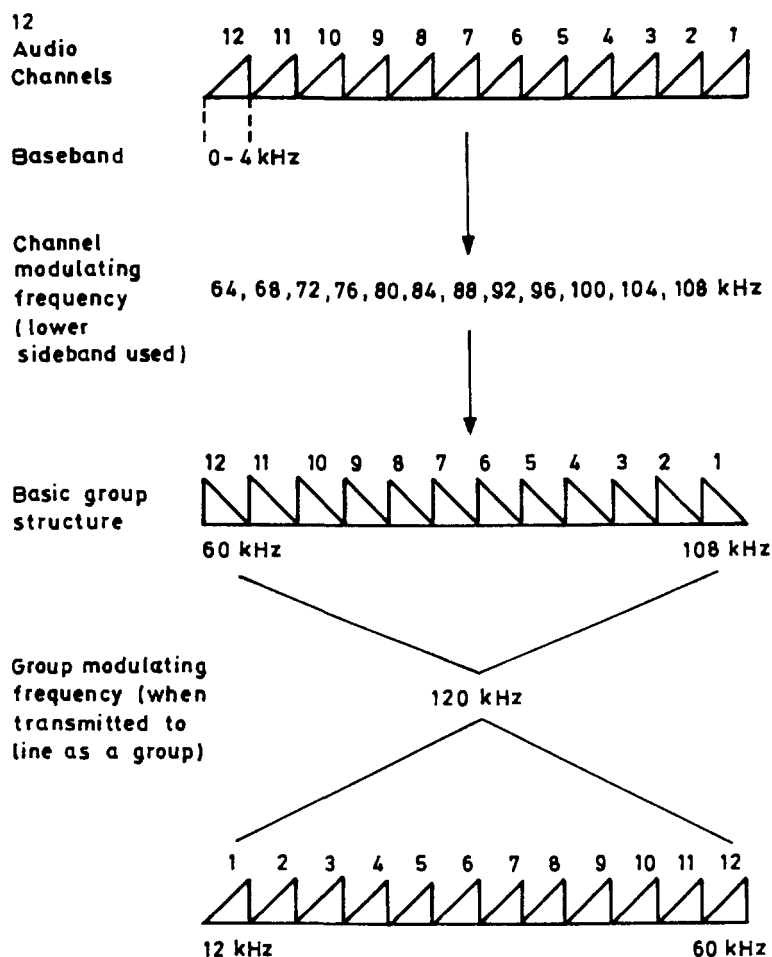 12
Audio
Channels
12 11 10 9 8 7 6 5 4 3 2 1
Baseband
0-4 kHz
Channel
modulating
frequency
(lower
sideband used)
64, 68, 72, 76, 80, 84, 88, 92, 96, 100, 104, 108 kHz
12 11 10 9 8 7 6 5 4 3 2 1
Basic group
structure
60 kHz 108 kHz
Group modulating
frequency (when
transmitted to
line as a group)
120 kHz
1 2 3 4 5 6 7 8 9 10 11 12
12 kHz 60 kHz